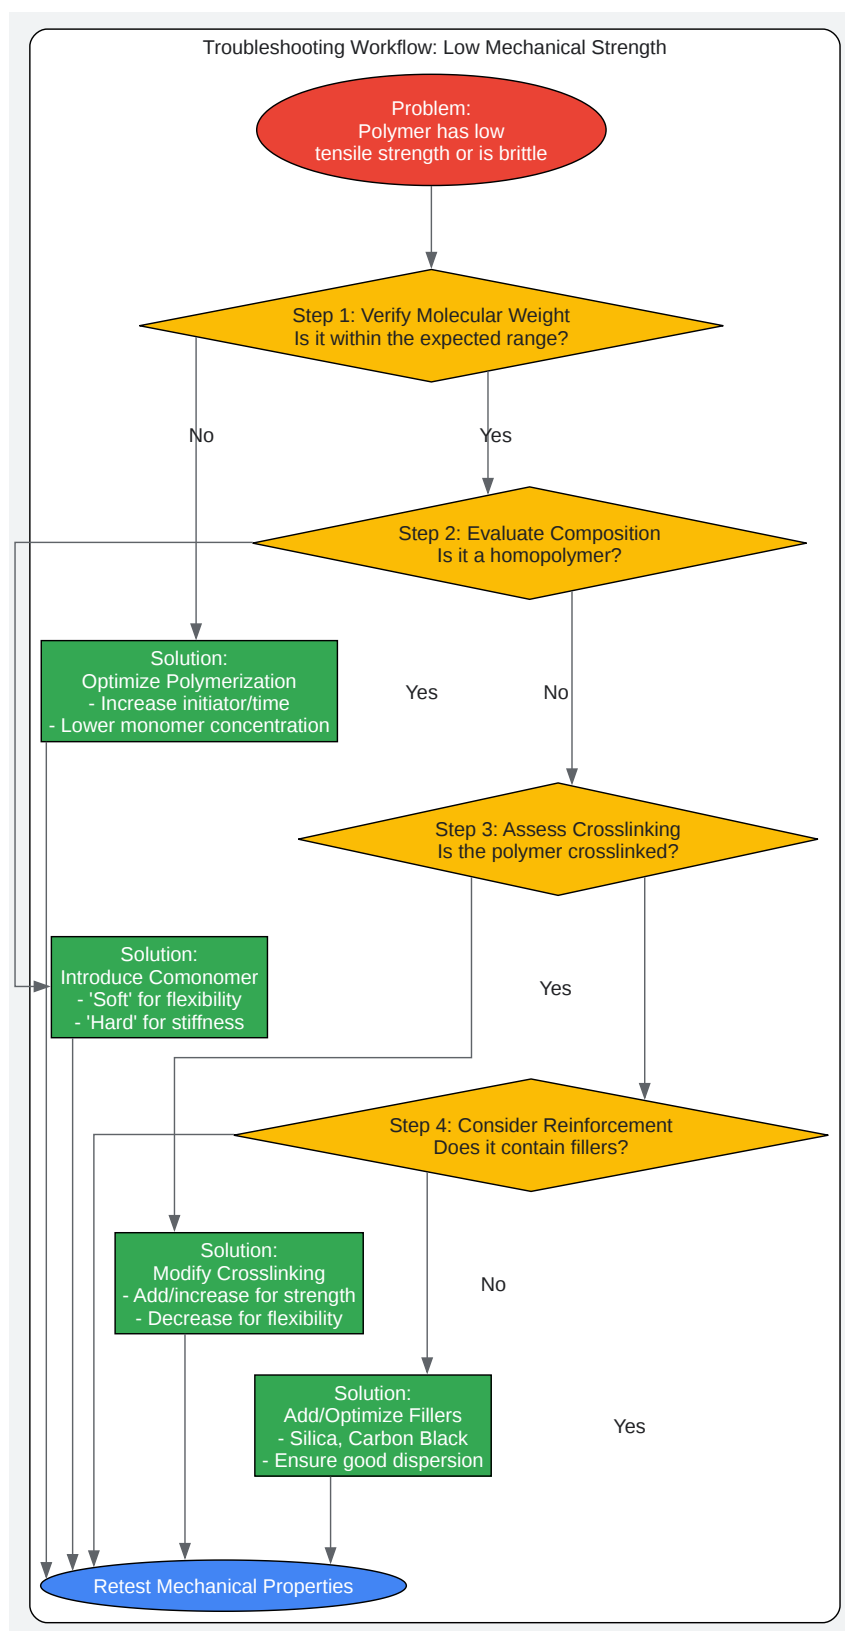 Troubleshooting Workflow: Low Mechanical Strength
Problem:
Polymer has low
tensile strength or is brittle
Step 1: Verify Molecular Weight
Is it within the expected range?
No
Yes
Step 2: Evaluate Composition
Is it a homopolymer?
Solution:
Optimize Polymerization
- Increase initiator/time
- Lower monomer concentration
Yes
No
Step 3: Assess Crosslinking
Is the polymer crosslinked?
Solution:
Introduce Comonomer
- 'Soft' for flexibility
- 'Hard' for stiffness
Yes
Step 4: Consider Reinforcement
Does it contain fillers?
Solution:
Modify Crosslinking
- Add/increase for strength
- Decrease for flexibility
No
Solution:
Add/Optimize Fillers
- Silica, Carbon Black
- Ensure good dispersion
Yes
Retest Mechanical Properties